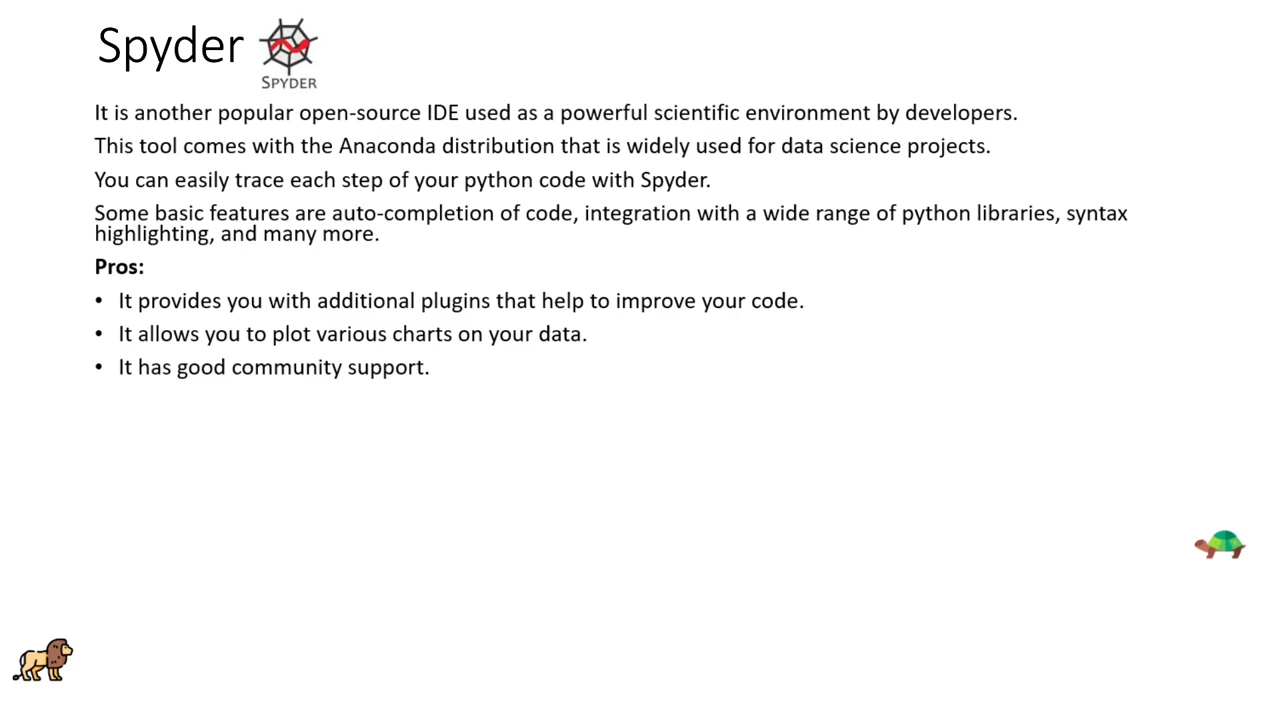 Spyder
SPYDER
It is another popular open-source IDE used as a powerful scientific environment by developers.
This tool comes with the Anaconda distribution that is widely used for data science projects.
You can easily trace each step of your python code with Spyder.
Some basic features are auto-completion of code, integration with a wide range of python libraries, syntax
highlighting, and many more.
Pros:
• It provides you with additional plugins that help to improve your code.
• It allows you to plot various charts on your data.
• It has good community support.